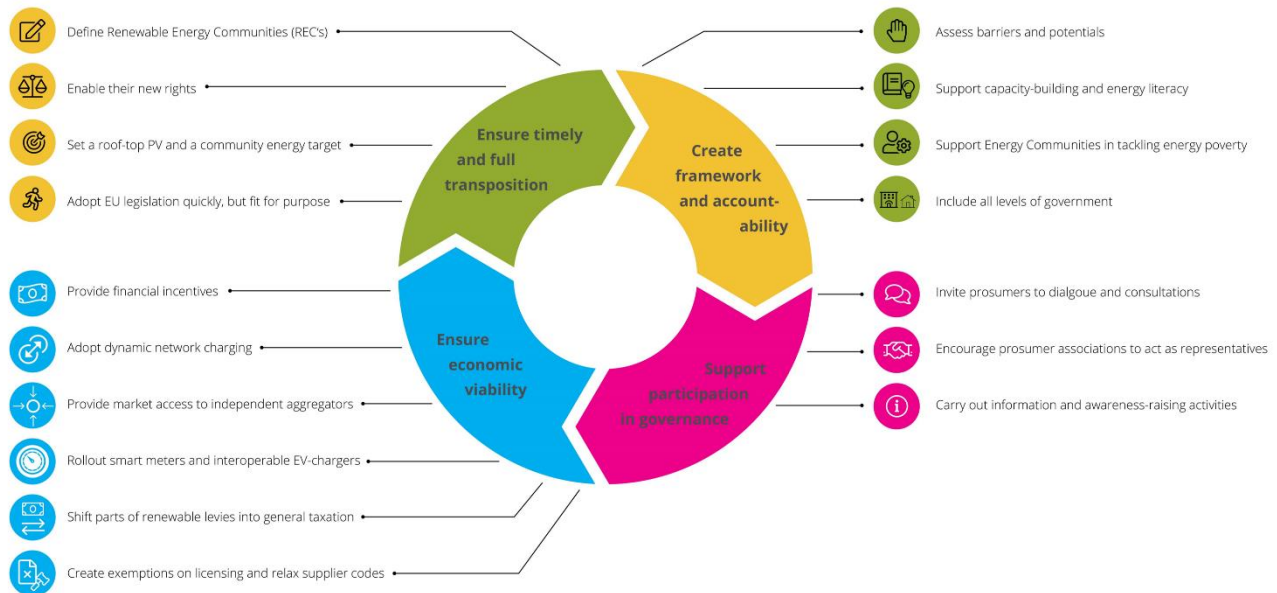 Define Renewable Energy Communities (REC's)
Enable their new rights
Set a roof-top PV and a community energy target
Adopt EU legislation quickly, but fit for purpose
Ensure timely
and full
transposition
Create
framework
and account-
ability
Assess barriers and potentials
Support capacity-building and energy literacy
Support Energy Communities in tackling energy poverty
Include all levels of government
Provide financial incentives
Adopt dynamic network charging
Provide market access to independent aggregators
Rollout smart meters and interoperable EV-chargers
Shift parts of renewable levies into general taxation
Create exemptions on licensing and relax supplier codes
Ensure
economic
viability
Support
participation
in governance
Invite prosumers to dialgoue and consultations
Encourage prosumer associations to act as representatives
Carry out information and awareness-raising activities